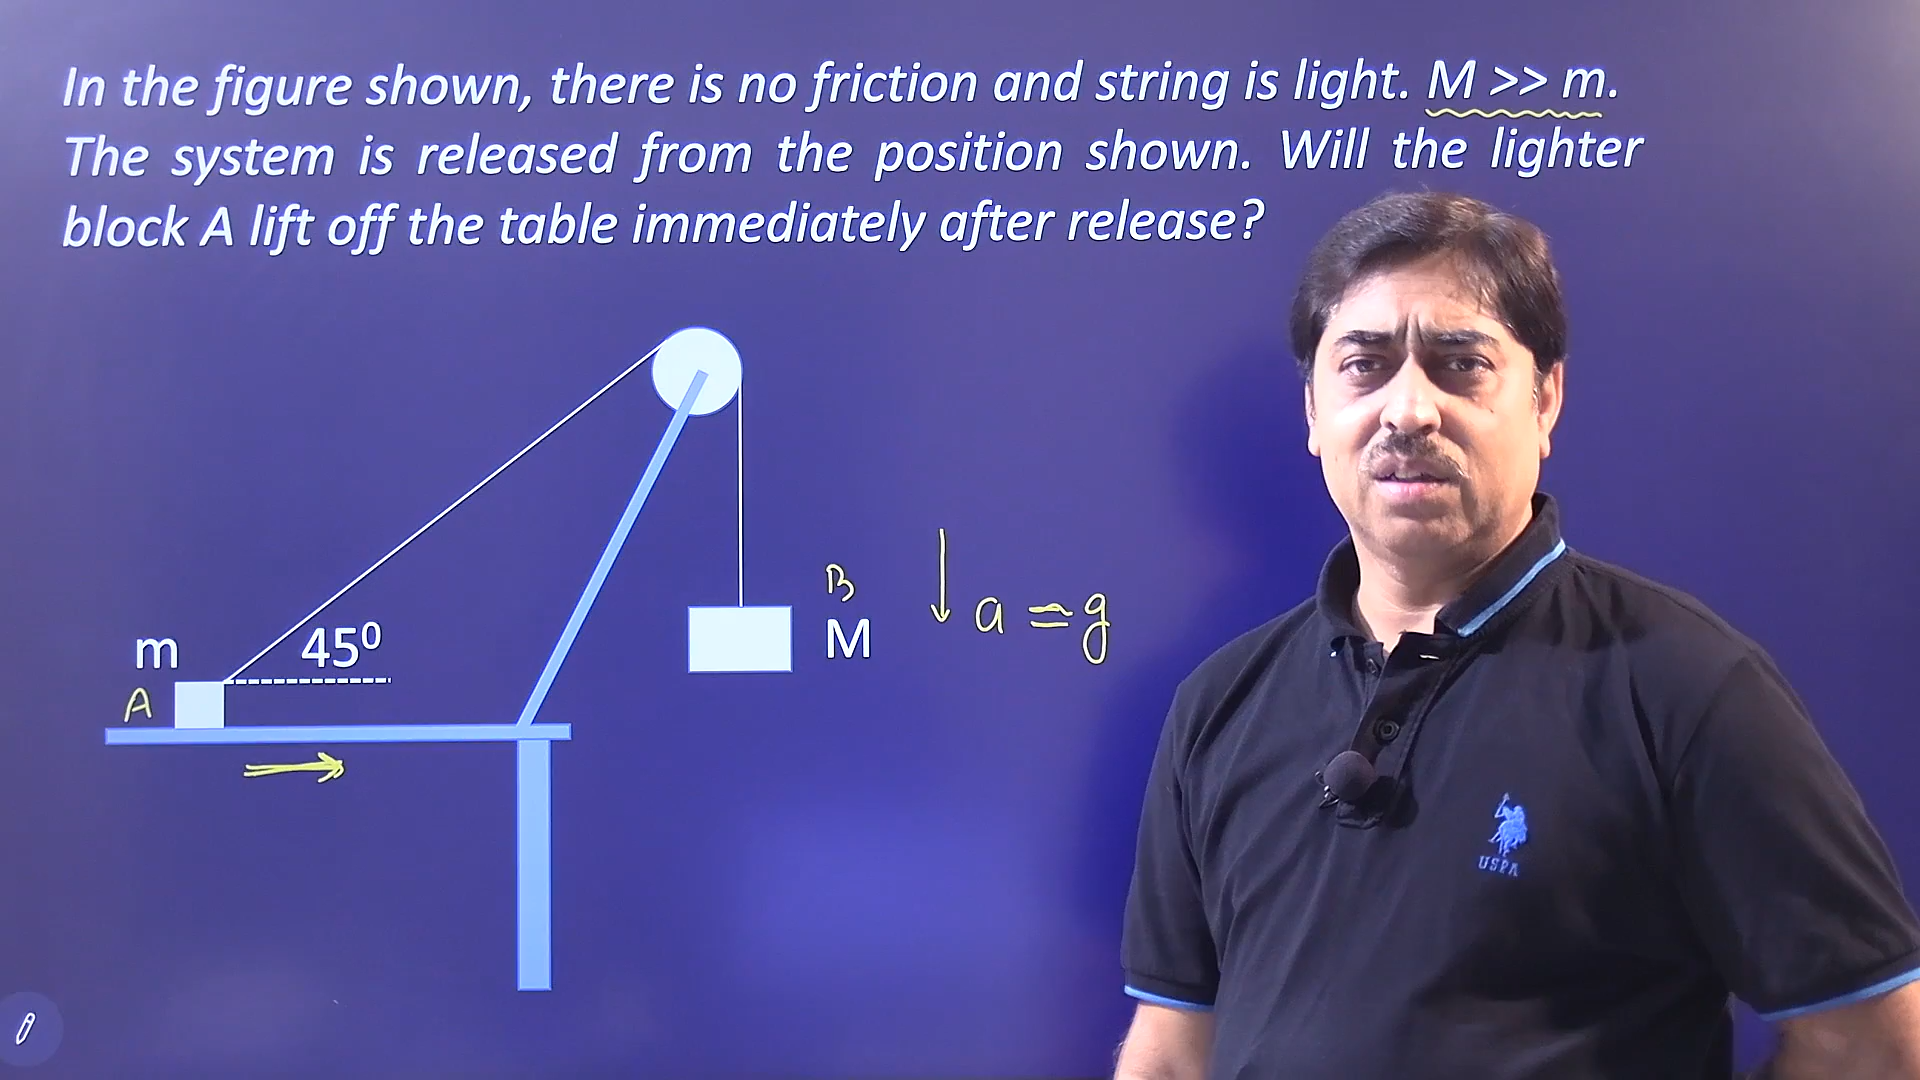 In the figure shown, there is no friction and string is light. M >> m.
The system is released from the position shown. Will the lighter
block A lift off the table immediately after release?
m
45⁰
A
B
M
a = g
USPA